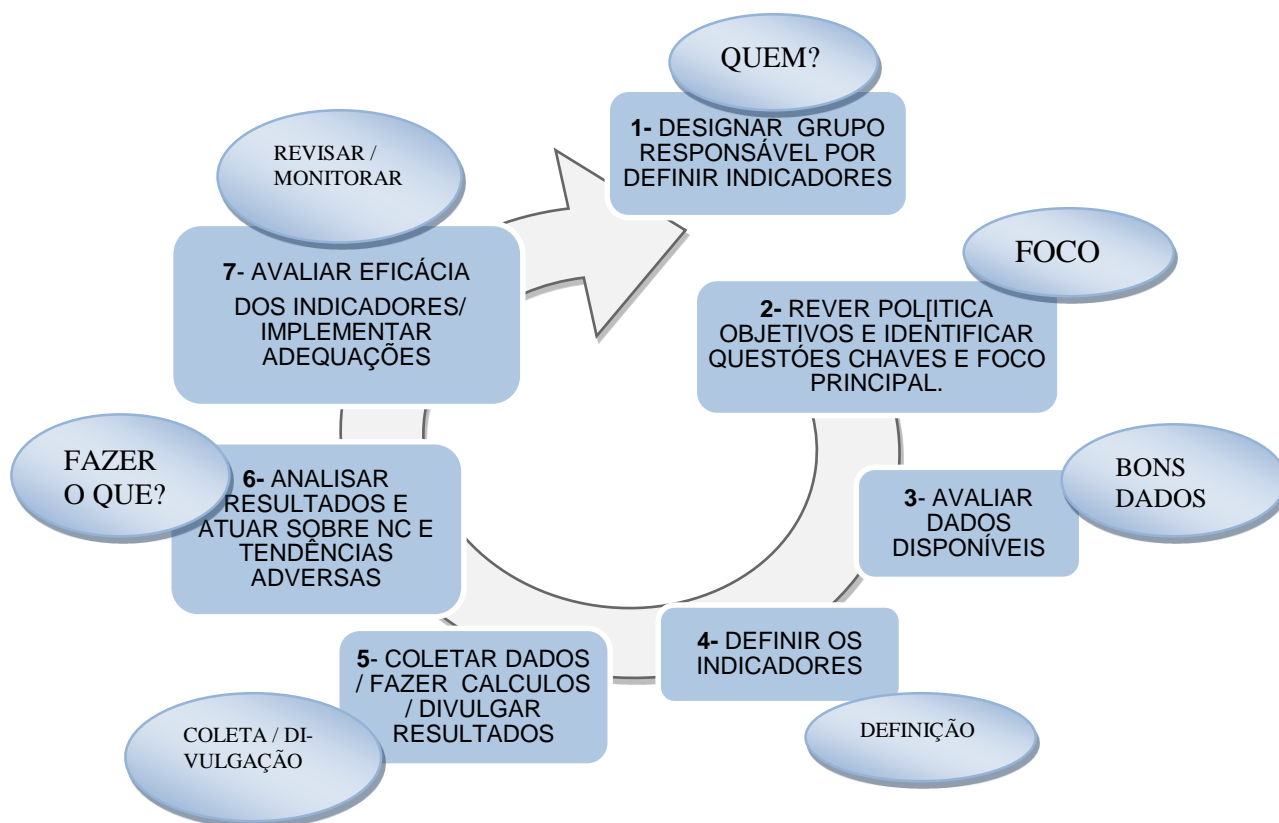 QUEM?
1- DESIGNAR GRUPO
RESPONSÁVEL POR
DEFINIR INDICADORES
FOCO
2- REVER POL[ITICA
OBJETIVOS E IDENTIFICAR
QUESTÓES CHAVES E FOCO
PRINCIPAL.
BONS
DADOS
3- AVALIAR
DADOS
DISPONÍVEIS
4- DEFINIR OS
INDICADORES
DEFINIÇÃO
5- COLETAR DADOS
/ FAZER CALCULOS
/ DIVULGAR
RESULTADOS
COLETA / DI-
VULGAÇÃO
FAZER
O QUE?
6- ANALISAR
RESULTADOS E
ATUAR SOBRE NC E
TENDÊNCIAS
ADVERSAS
REVISAR /
MONITORAR
7- AVALIAR EFICÁCIA
DOS INDICADORES/
IMPLEMENTAR
ADEQUAÇÕES